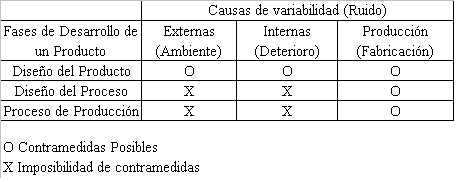 Causas de variabilidad (Ruido)
Fases de Desarrollo de un Producto Externas (Ambiente) Internas (Deterioro) Producción (Fabricación)
Diseño del Producto O O O
Diseño del Proceso X X O
Proceso de Producción X X O
O Contramedidas Posibles
X Imposibilidad de contramedidas